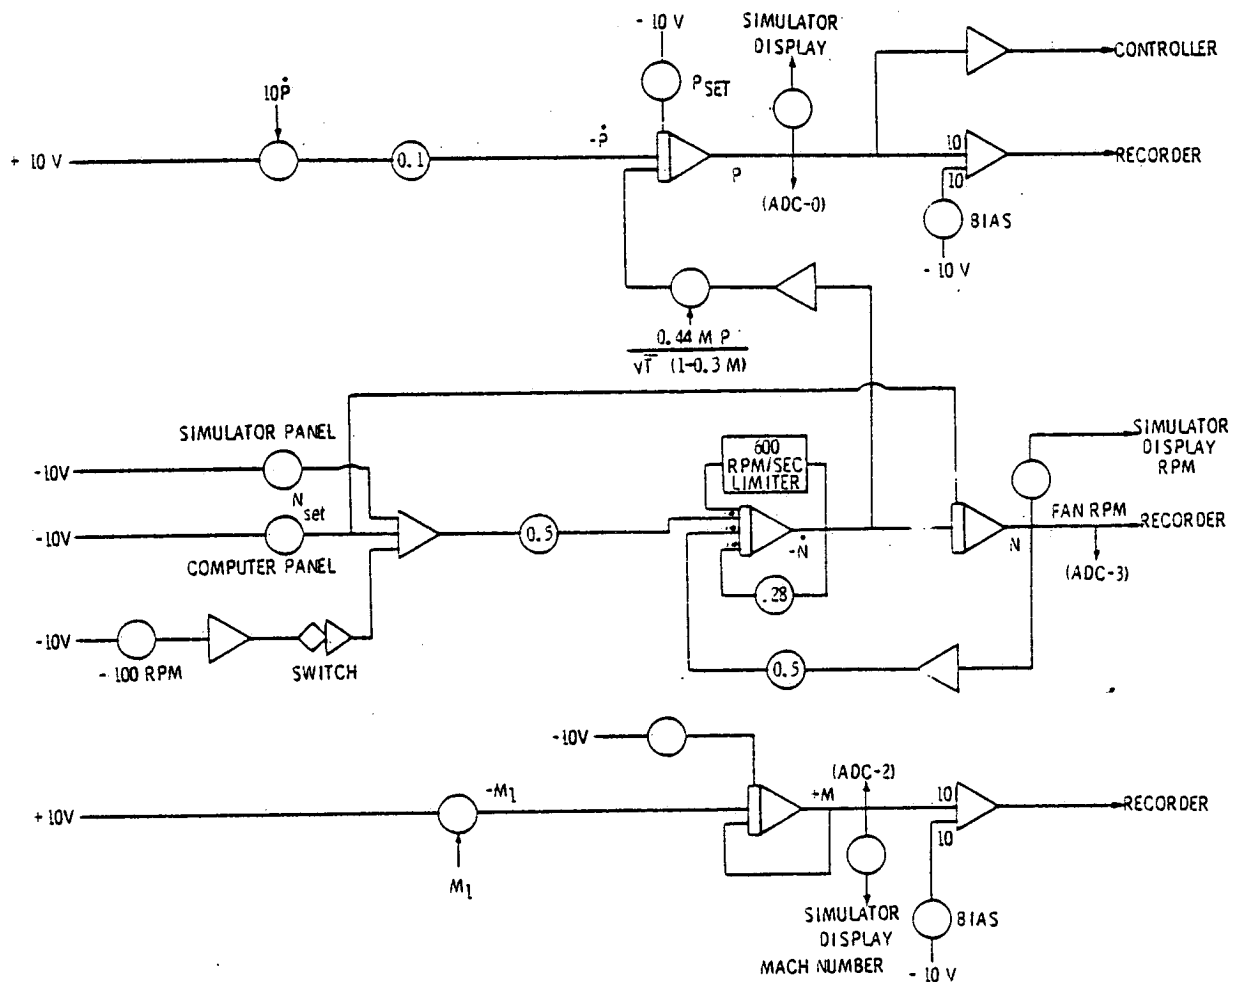 - 10 V
SIMULATOR
DISPLAY
CONTROLLER
10Ṗ
P SET
+ 10 V
0.1
-Ṗ
P
10
10
RECORDER
(ADC-0)
BIAS
- 10 V
0.44 M P
√T (1-0.3 M)
SIMULATOR PANEL
-10V
N set
-10V
COMPUTER PANEL
0.5
600
RPM/SEC
LIMITER
-Ṅ
.28
SIMULATOR
DISPLAY
RPM
FAN RPM
N
RECORDER
(ADC-3)
-10V
- 100 RPM
SWITCH
0.5
-10V
(ADC-2)
+10V
-M1
+M
10
10
RECORDER
M1
SIMULATOR
DISPLAY
MACH NUMBER
BIAS
- 10 V